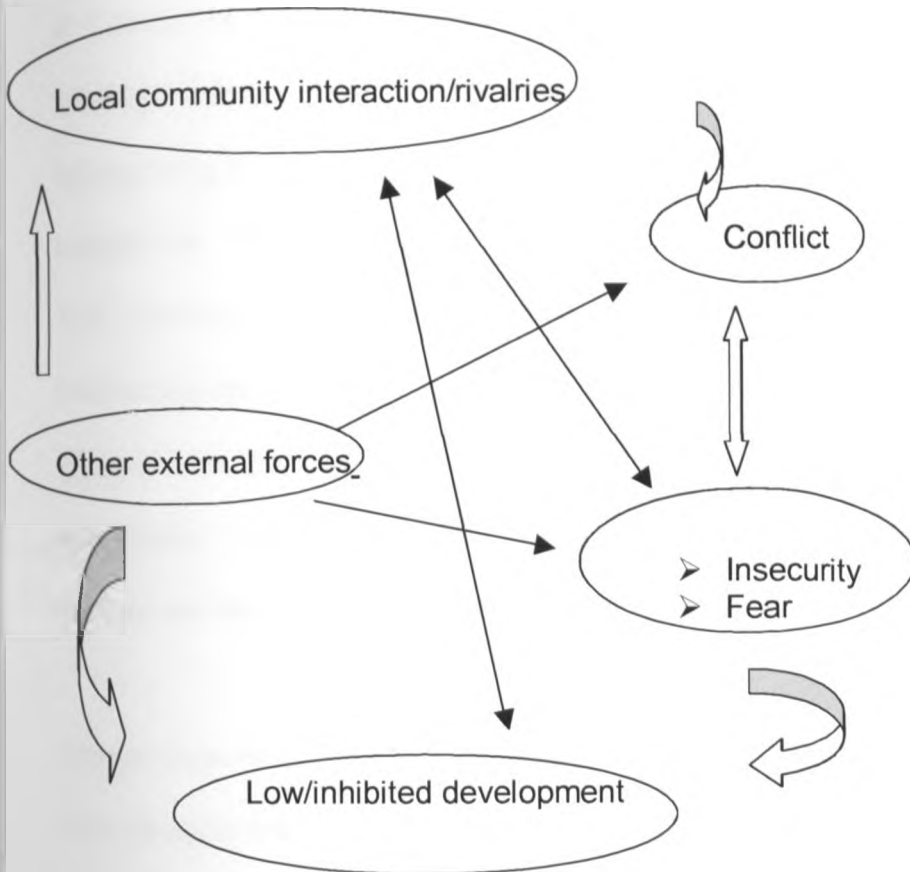 Local community interaction/rivalries
Conflict
Other external forces
➢ Insecurity
➢ Fear
Low/inhibited development